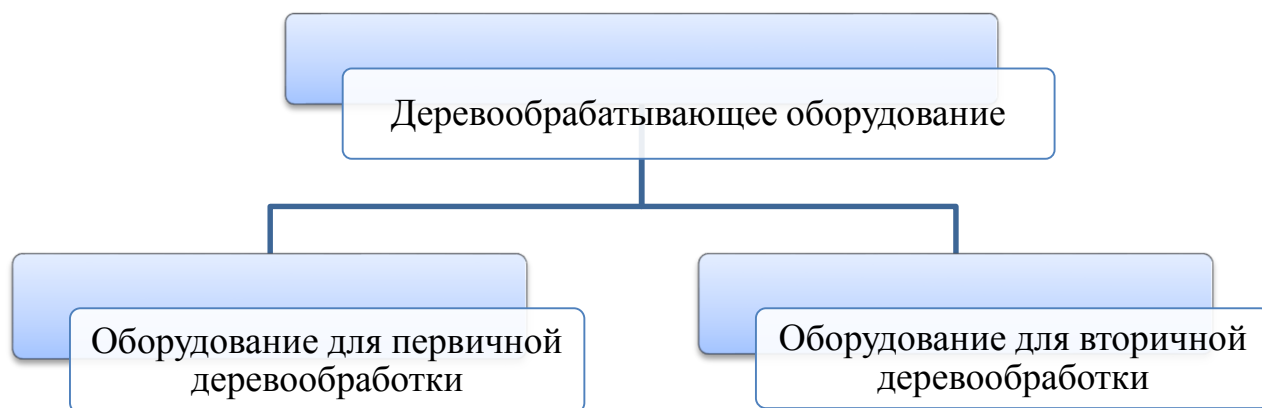 Деревообрабатывающее оборудование
Оборудование для первичной
деревообработки
Оборудование для вторичной
деревообработки